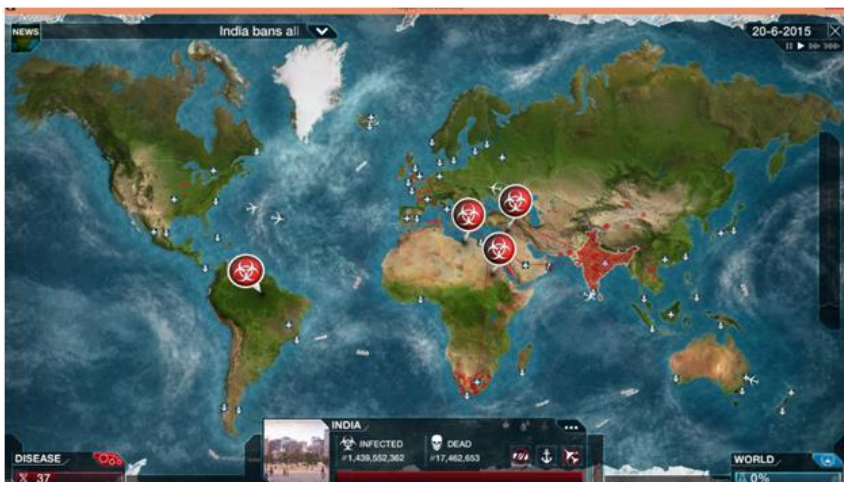 NEWS
India bans all
20-6-2015
INDIA
INFECTED
DEAD
#1,439,552,362
#17,462,653
DISEASE
37
WORLD
0%